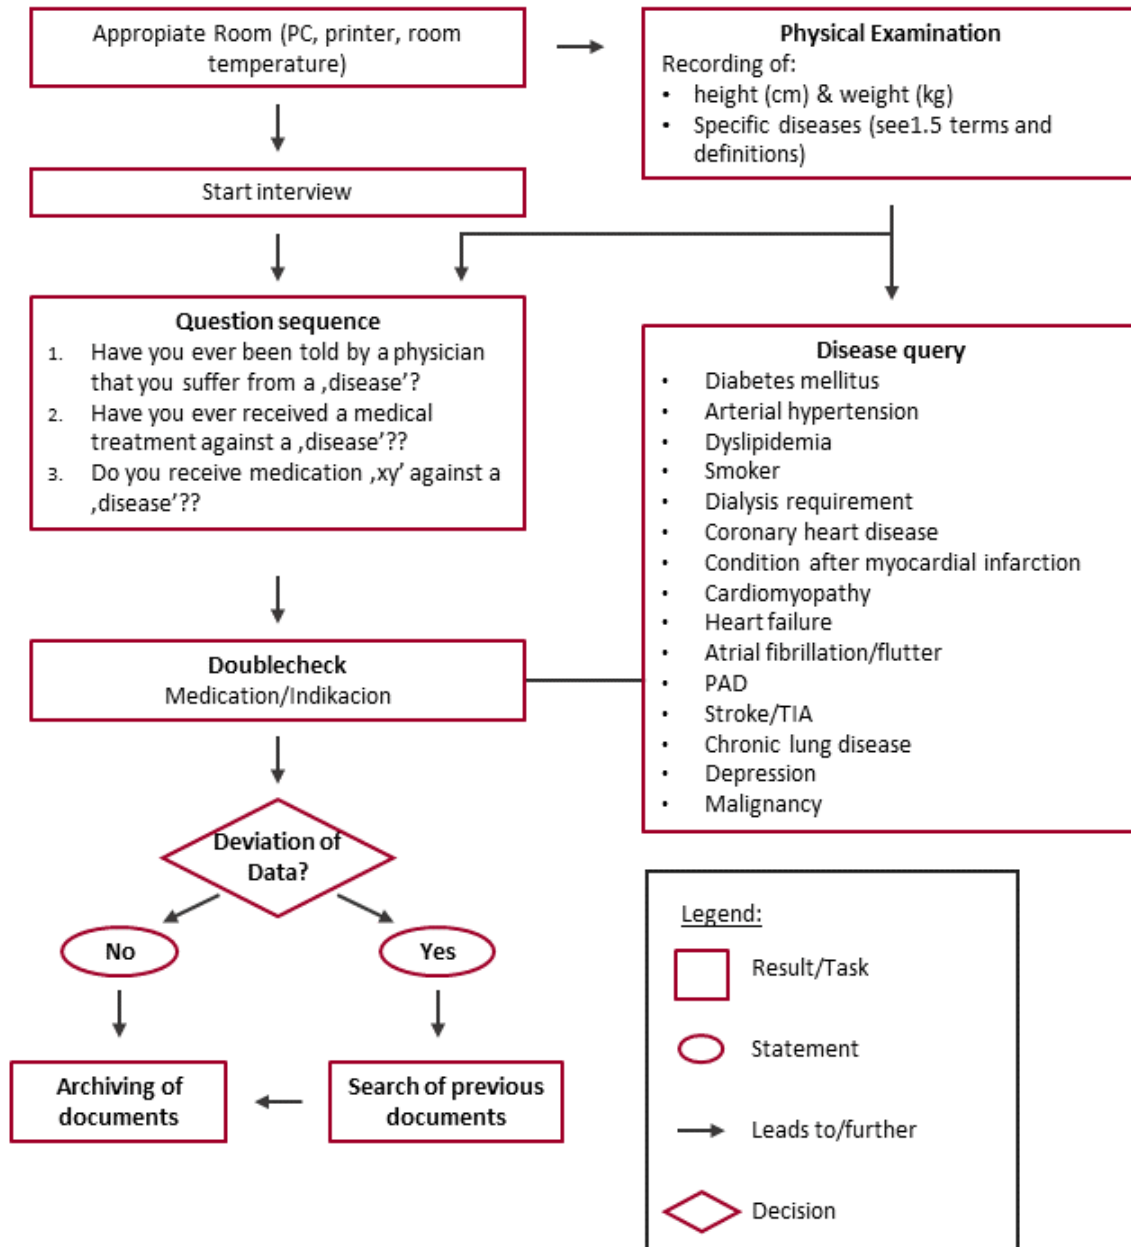 Appropiate Room (PC, printer, room
temperature)
Physical Examination
Recording of:
• height (cm) & weight (kg)
• Specific diseases (see1.5 terms and
definitions)
Start interview
Question sequence
1. Have you ever been told by a physician
that you suffer from a ‚disease’?
2. Have you ever received a medical
treatment against a ‚disease’??
3. Do you receive medication ‚xy’ against a
‚disease’??
Disease query
• Diabetes mellitus
• Arterial hypertension
• Dyslipidemia
• Smoker
• Dialysis requirement
• Coronary heart disease
• Condition after myocardial infarction
• Cardiomyopathy
• Heart failure
• Atrial fibrillation/flutter
• PAD
• Stroke/TIA
• Chronic lung disease
• Depression
• Malignancy
Doublecheck
Medication/Indikacion
Deviation of
Data?
No
Yes
Archiving of
documents
Search of previous
documents
Legend:
Result/Task
Statement
Leads to/further
Decision